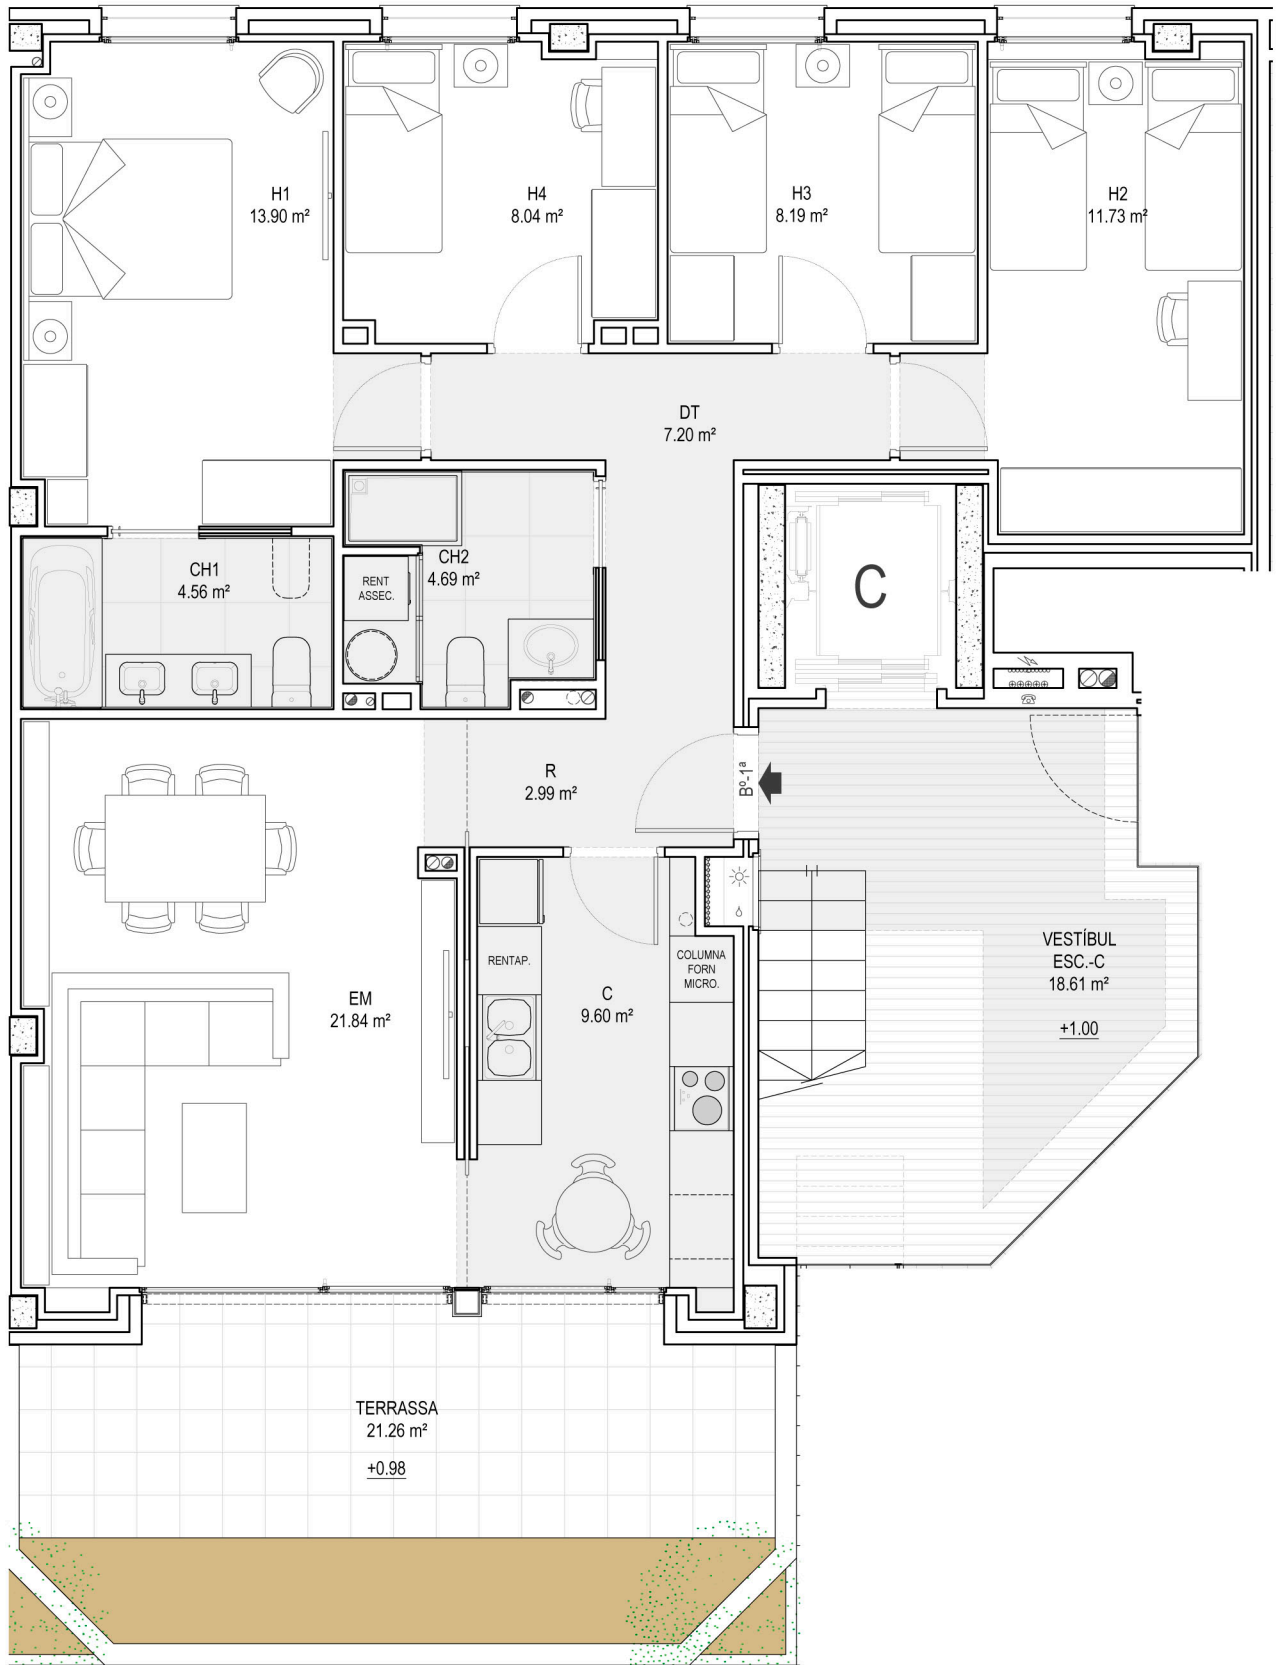 H1
13.90 m²
H4
8.04 m²
H3
8.19 m²
H2
11.73 m²
DT
7.20 m²
CH1
4.56 m²
CH2
4.69 m²
RENT
ASSEC.
C
R
2.99 m²
Bº-1ª
EM
21.84 m²
RENTAP.
C
9.60 m²
COLUMNA
FORN
MICRO.
VESTÍBUL
ESC.-C
18.61 m²
+1.00
TERRASSA
21.26 m²
+0.98